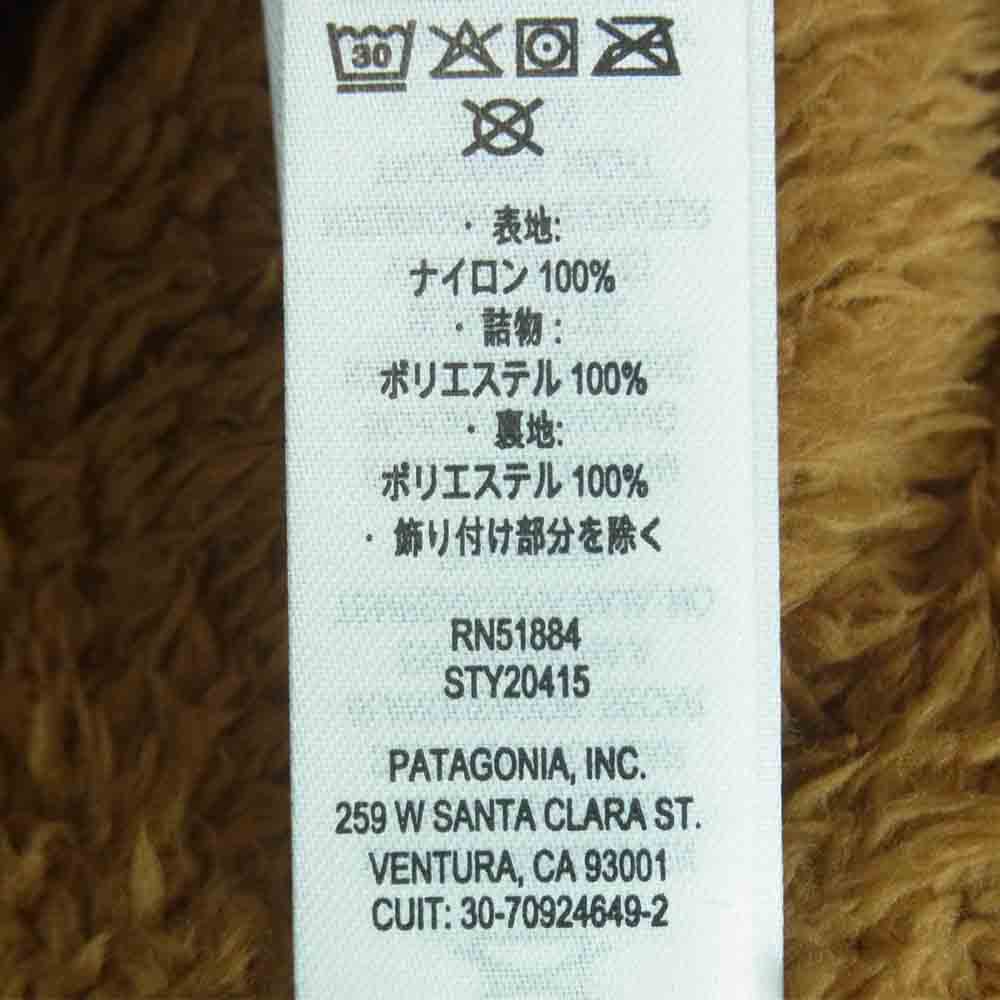 30
・表地:
ナイロン 100%
・詰物 :
ポリエステル 100%
・裏地:
ポリエステル 100%
・飾り付け部分を除く
RN51884
STY20415
PATAGONIA, INC.
259 W SANTA CLARA ST.
VENTURA, CA 93001
CUIT: 30-70924649-2